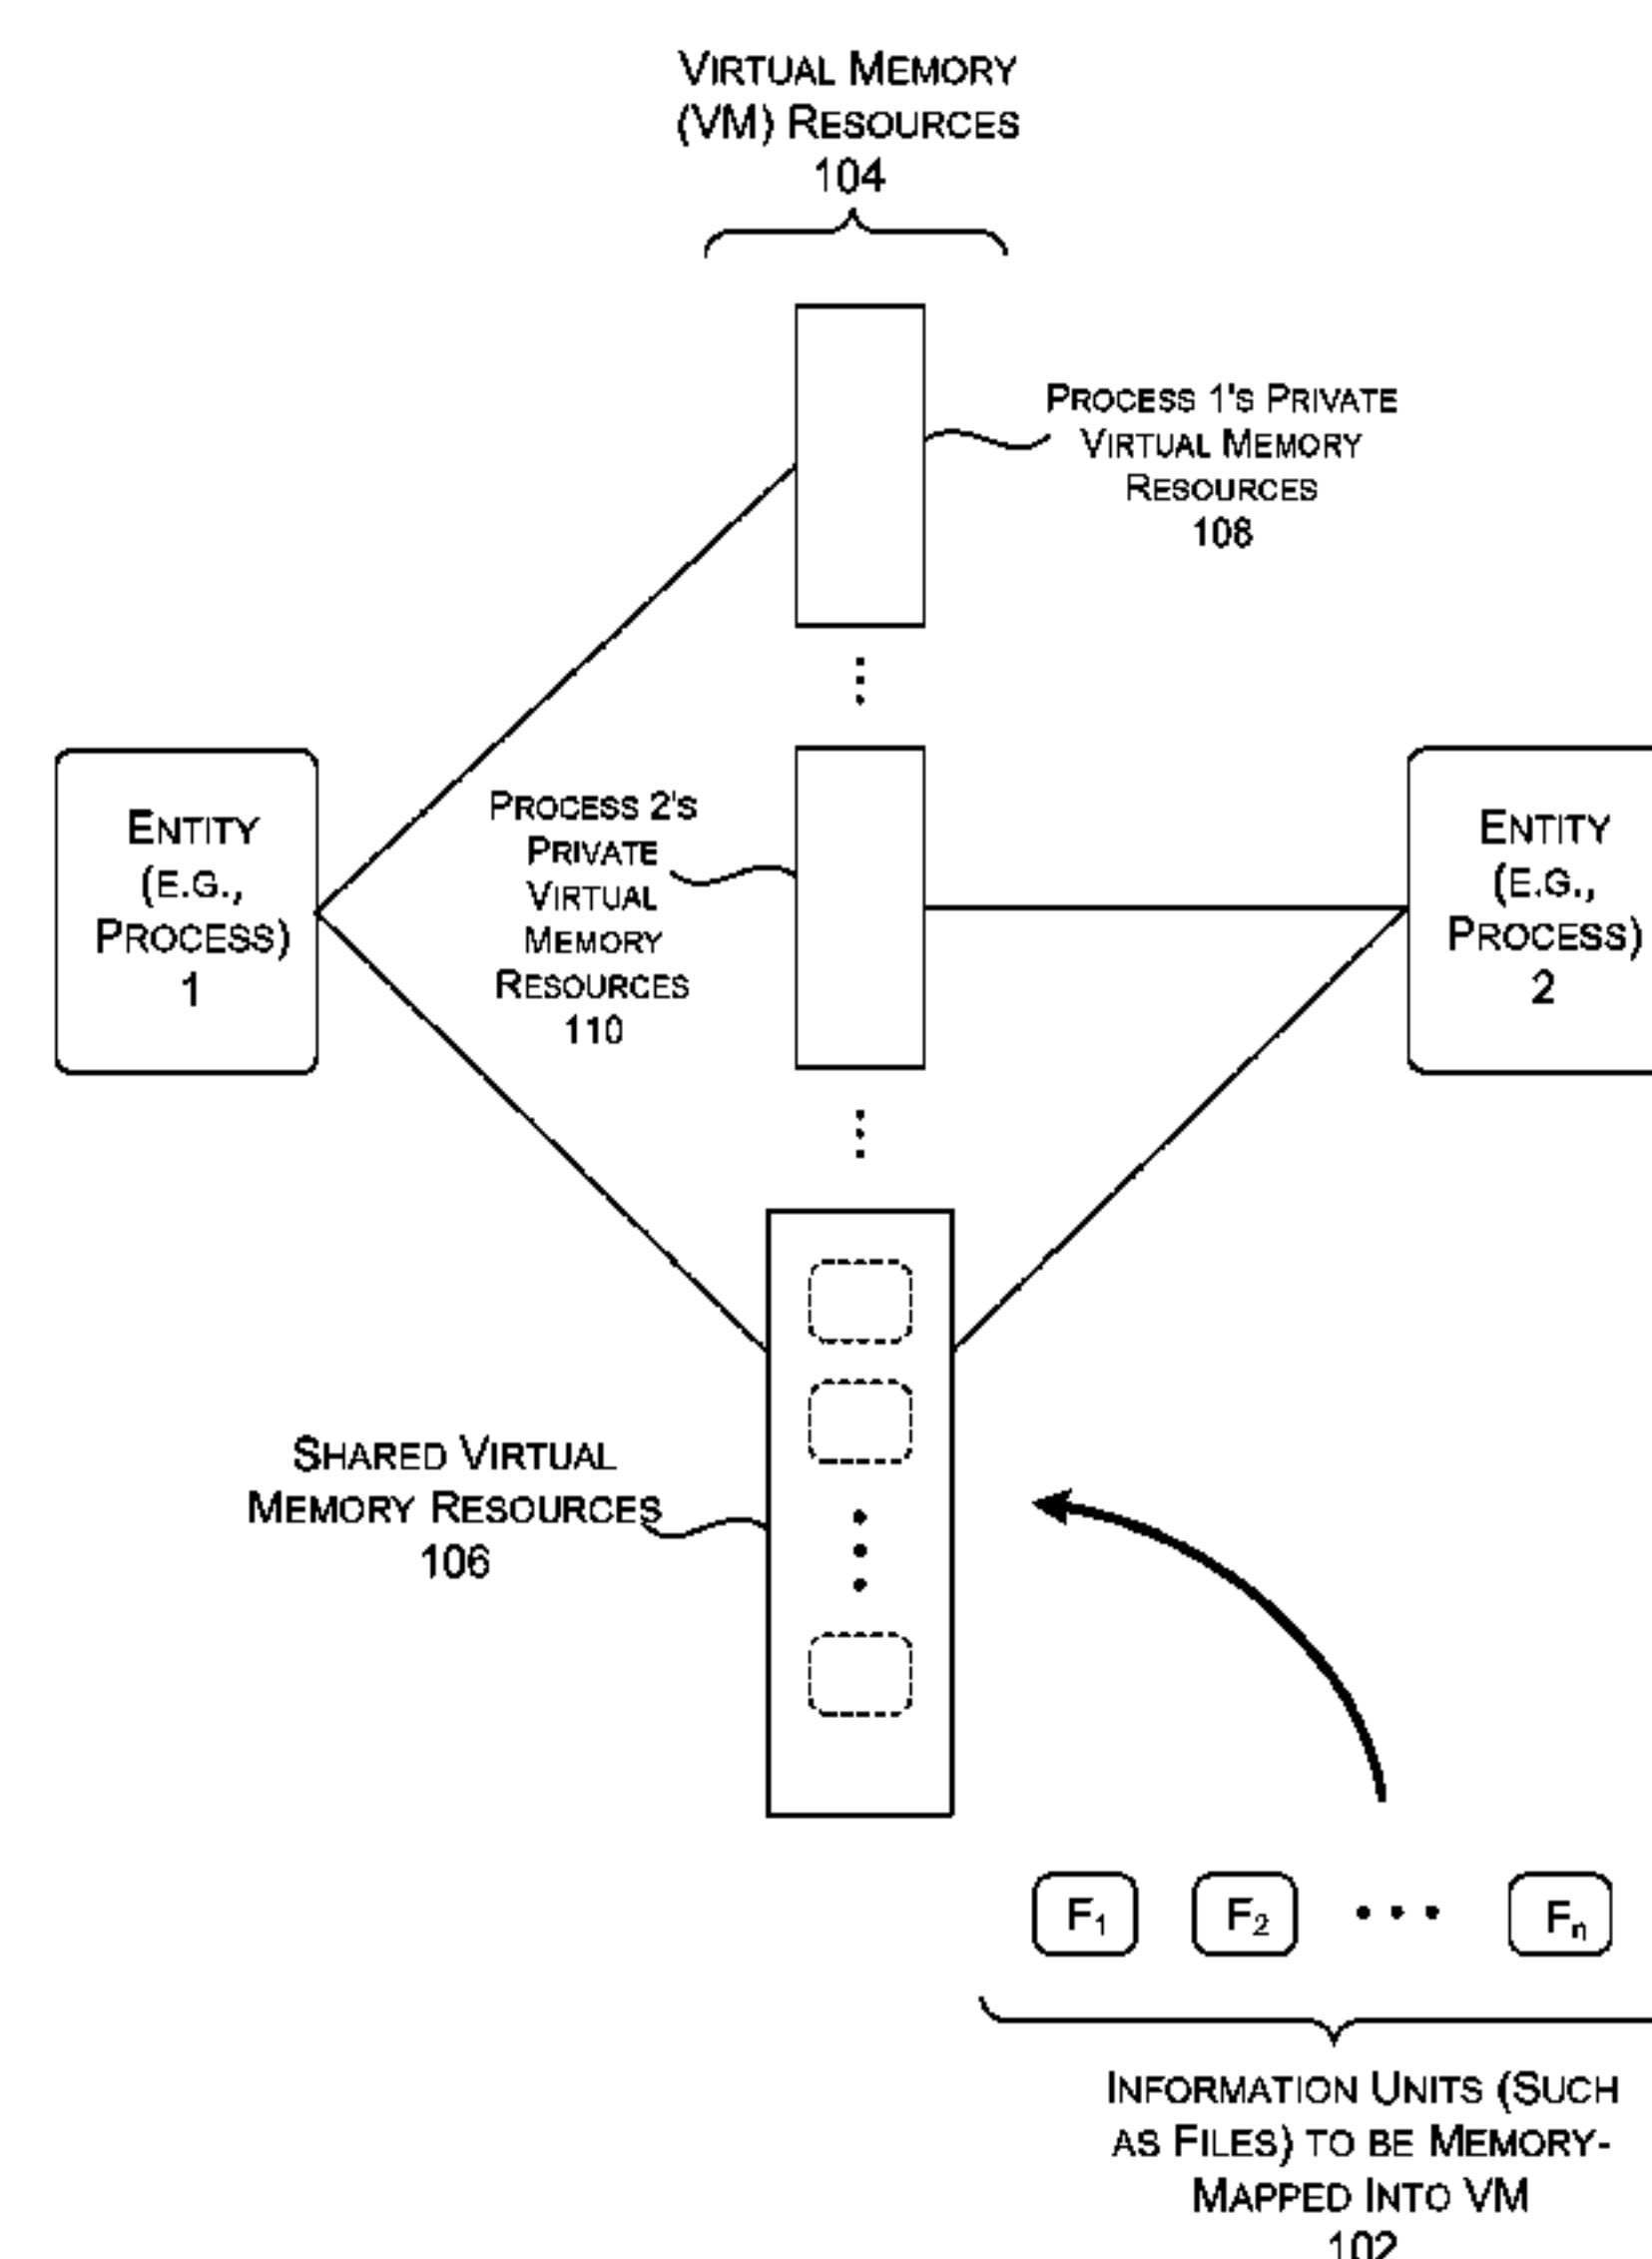 VIRTUAL MEMORY
(VM) RESOURCES
104
PROCESS 1'S PRIVATE
VIRTUAL MEMORY
RESOURCES
108
ENTITY
(E.G.,
PROCESS)
1
PROCESS 2'S
PRIVATE
VIRTUAL
MEMORY
RESOURCES
110
ENTITY
(E.G.,
PROCESS)
2
SHARED VIRTUAL
MEMORY RESOURCES
106
F1 F2 ••• Fn
INFORMATION UNITS (SUCH
AS FILES) TO BE MEMORY-
MAPPED INTO VM
102